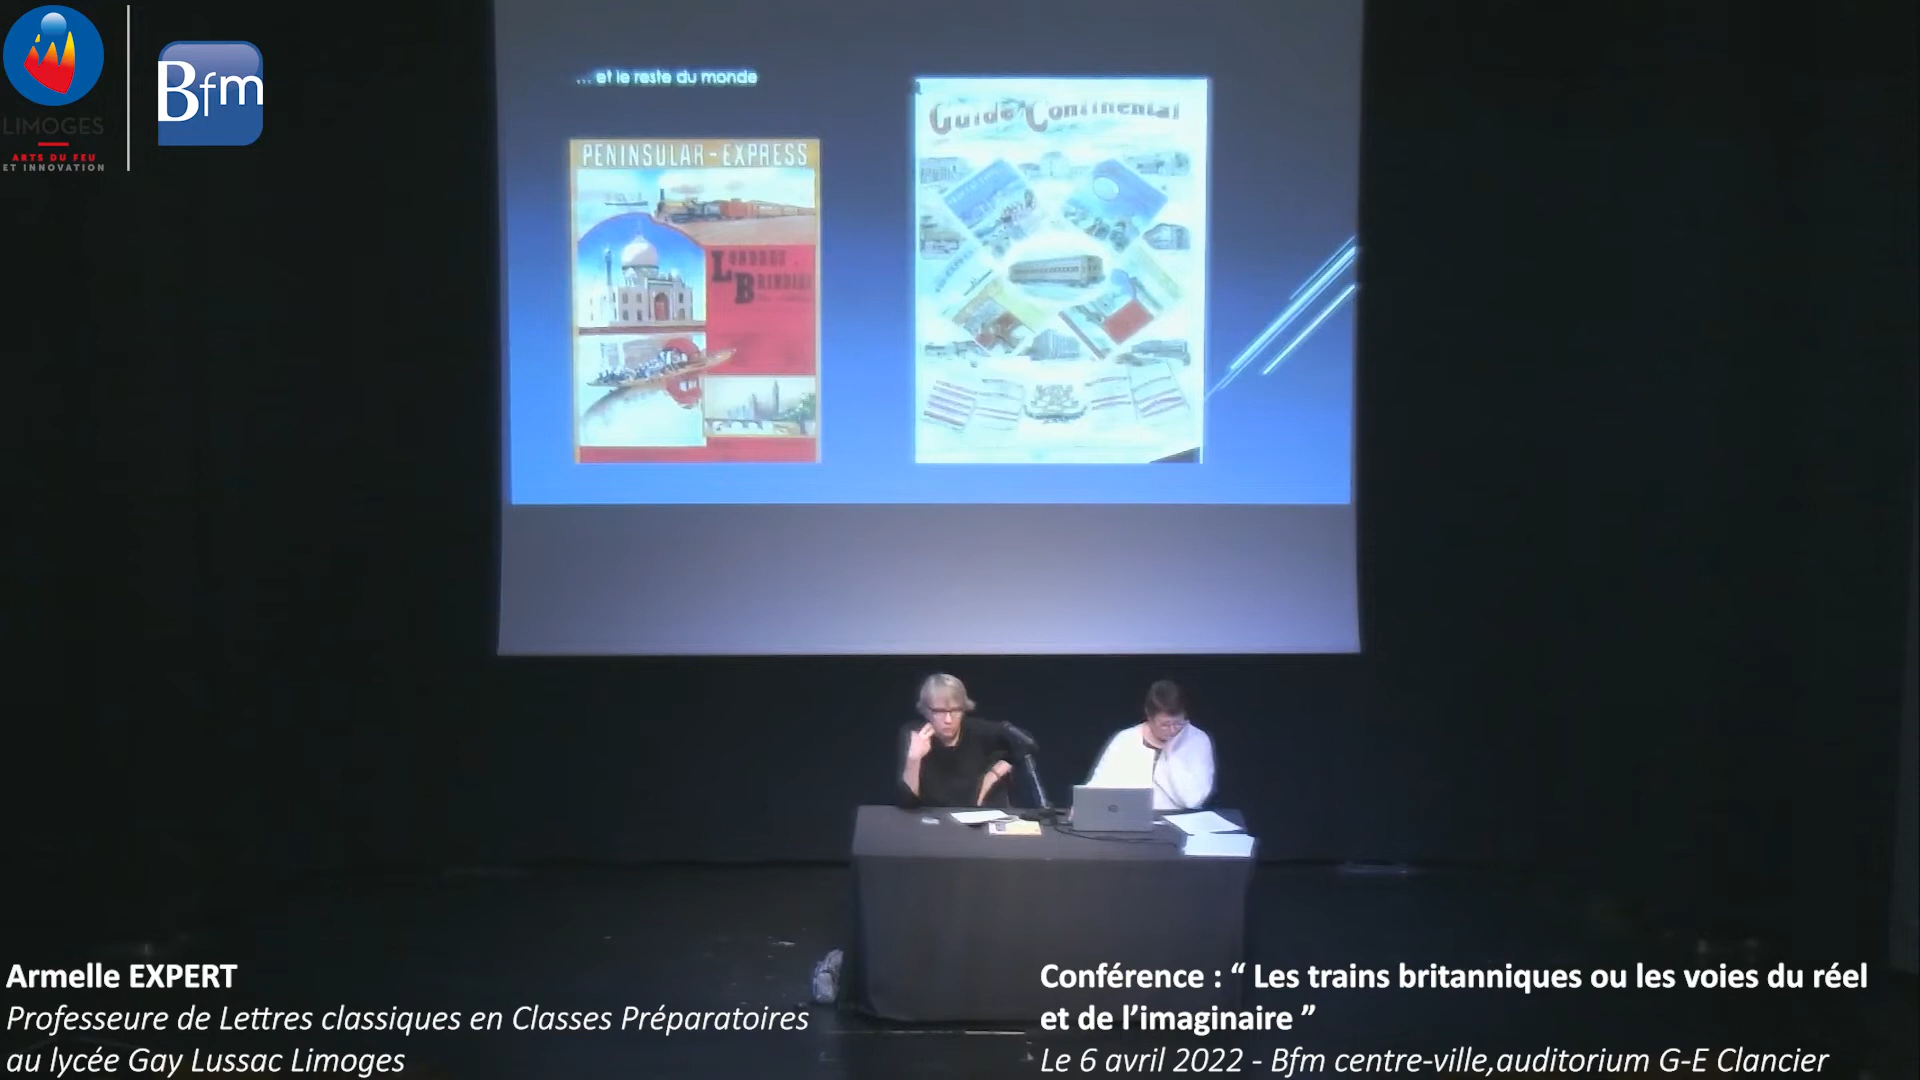 LIMOGES
ARTS DU FEU
ET INNOVATION
Bfm
... et le reste du monde
PENINSULAR-EXPRESS
LONDRES
BRINDISI
Guide Continental
Armelle EXPERT
Professeure de Lettres classiques en Classes Préparatoires
au lycée Gay Lussac Limoges
Conférence : “ Les trains britanniques ou les voies du réel
et de l’imaginaire ”
Le 6 avril 2022 - Bfm centre-ville,auditorium G-E Clancier